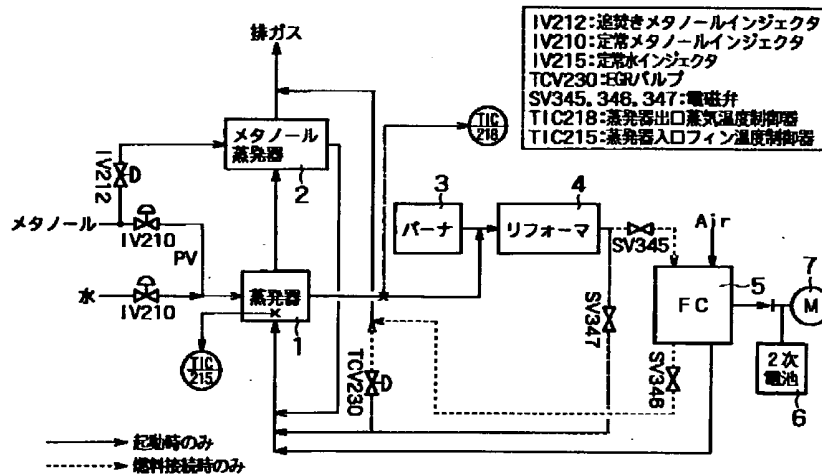 排ガス
IV212:追焚きメタノールインジェクタ
IV210:定常メタノールインジェクタ
IV215:定常水インジェクタ
TCV230:EGRバルブ
SV345,346,347:電磁弁
TIC218:蒸発器出口蒸気温度制御器
TIC215:蒸発器入口フィン温度制御器
TIC
218
メタノール
蒸発器
2
IV212
メタノール
IV210
PV
水
IV210
蒸発器
1
TIC
215
3
バーナ
4
リフォーマ
SV345
Air
5
FC
7
M
2次
電池
6
SV347
SV346
TCV230
起動時のみ
燃料接続時のみ